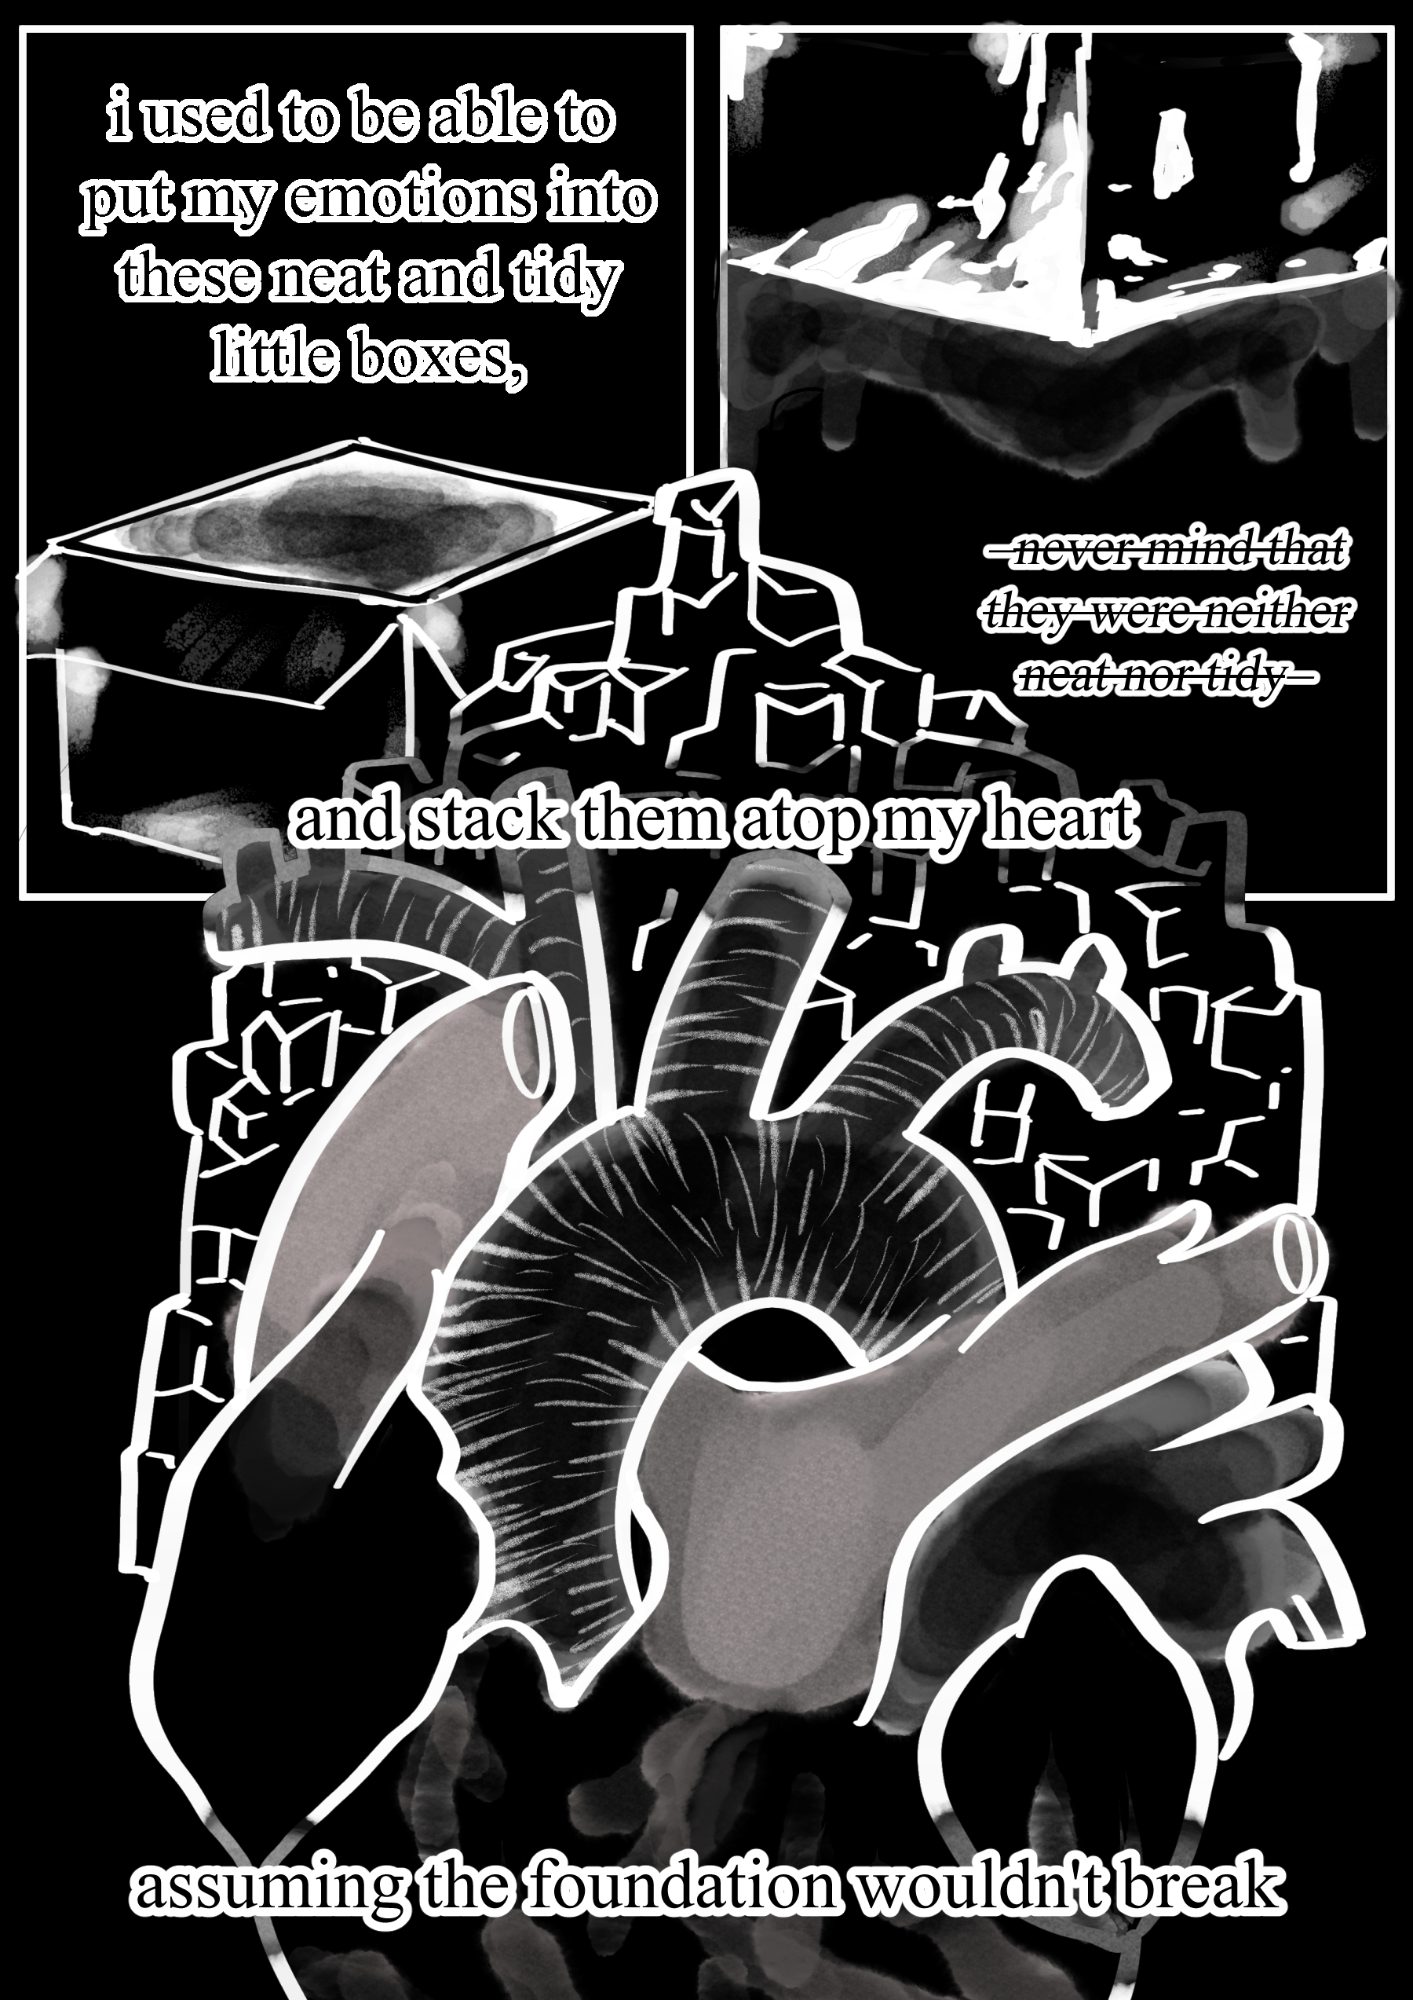 i used to be able to
put my emotions into
these neat and tidy
little boxes,
–never mind that
they were neither
neat nor tidy–
and stack them atop my heart
assuming the foundation wouldn't break